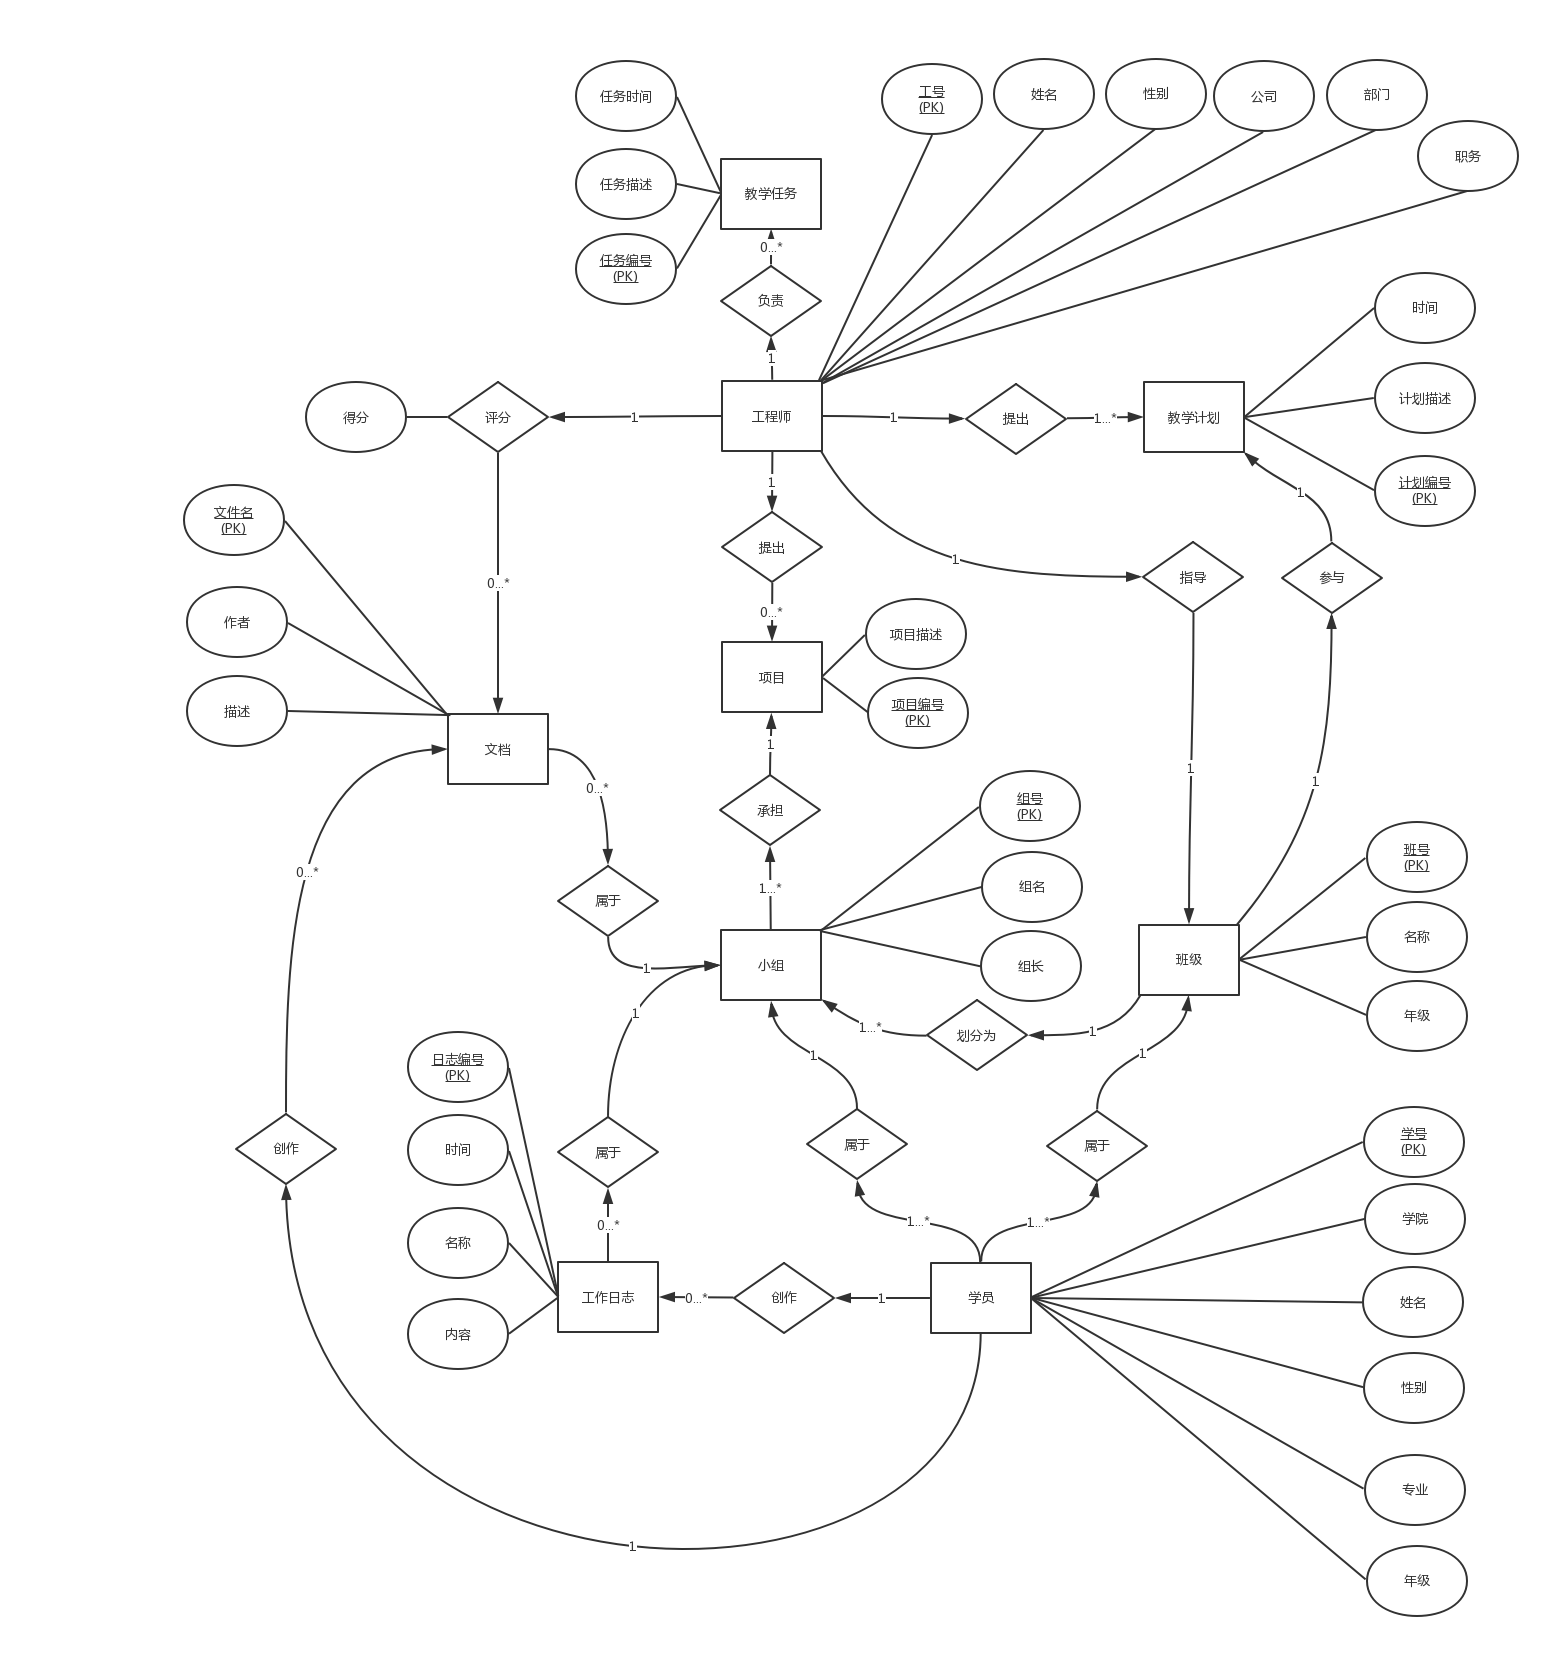 任务时间
工号
(PK)
姓名
性别
公司
部门
职务
任务描述
教学任务
任务编号
(PK)
0...*
负责
1
时间
得分
评分
1
工程师
1
提出
1...*
教学计划
计划描述
计划编号
(PK)
1
1
文件名
(PK)
提出
1
指导
参与
0...*
0...*
作者
项目描述
项目
项目编号
(PK)
描述
文档
1
1
1
0...*
承担
组号
(PK)
0...*
1...*
组名
班号
(PK)
属于
名称
1
小组
组长
班级
年级
1
1...*
划分为
1
日志编号
(PK)
1
1
时间
创作
属于
属于
属于
学号
(PK)
0...*
1...*
1...*
学院
名称
工作日志
0...*
创作
1
学员
姓名
内容
性别
专业
1
年级